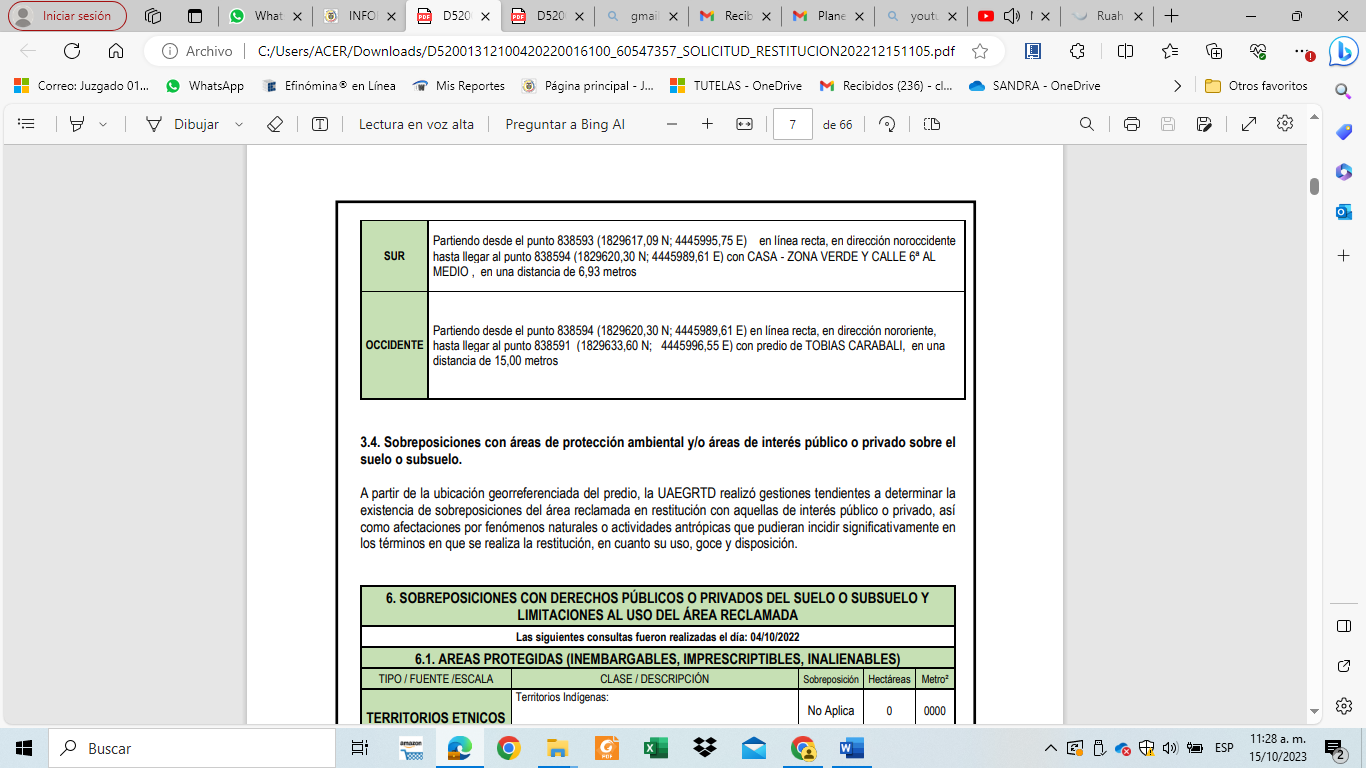 Iniciar sesión
What
INFOI
D520
D520
gmail
Recib
Plane
youtu
Ruah
Archivo
C:/Users/ACER/Downloads/D52001312100420220016100_60547357_SOLICITUD_RESTITUCION202212151105.pdf
Correo: Juzgado 01...
WhatsApp
Efinómina® en Línea
Mis Reportes
Página principal - J...
TUTELAS - OneDrive
Recibidos (236) - cl...
SANDRA - OneDrive
Otros favoritos
Dibujar
Lectura en voz alta
Preguntar a Bing AI
7
de 66
SUR
Partiendo desde el punto 838593 (1829617,09 N; 4445995,75 E) en línea recta, en dirección noroccidente
hasta llegar al punto 838594 (1829620,30 N; 4445989,61 E) con CASA - ZONA VERDE Y CALLE 6ª AL
MEDIO , en una distancia de 6,93 metros
OCCIDENTE
Partiendo desde el punto 838594 (1829620,30 N; 4445989,61 E) en línea recta, en dirección nororiente,
hasta llegar al punto 838591 (1829633,60 N; 4445996,55 E) con predio de TOBIAS CARABALI, en una
distancia de 15,00 metros
3.4. Sobreposiciones con áreas de protección ambiental y/o áreas de interés público o privado sobre el
suelo o subsuelo.
A partir de la ubicación georreferenciada del predio, la UAEGRTD realizó gestiones tendientes a determinar la
existencia de sobreposiciones del área reclamada en restitución con aquellas de interés público o privado, así
como afectaciones por fenómenos naturales o actividades antrópicas que pudieran incidir significativamente en
los términos en que se realiza la restitución, en cuanto su uso, goce y disposición.
6. SOBREPOSICIONES CON DERECHOS PÚBLICOS O PRIVADOS DEL SUELO O SUBSUELO Y
LIMITACIONES AL USO DEL ÁREA RECLAMADA
Las siguientes consultas fueron realizadas el día: 04/10/2022
6.1. AREAS PROTEGIDAS (INEMBARGABLES, IMPRESCRIPTIBLES, INALIENABLES)
TIPO / FUENTE /ESCALA
CLASE / DESCRIPCIÓN
Sobreposición
Hectáreas
Metro²
TERRITORIOS ETNICOS
Territorios Indígenas:
No Aplica
0
0000
Buscar
amazon
ESP
11:28 a. m.
15/10/2023
2